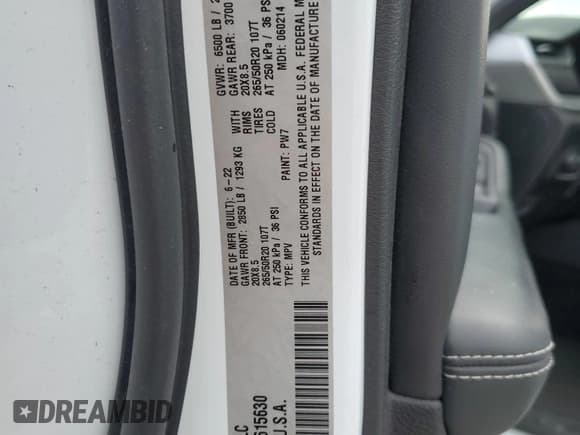 LC
615630
U.S.A.
DATE OF MFR (BUILT): 6-22
GVWR: 6500 LB /
GAWR FRONT: 2850 LB / 1293 KG WITH
GAWR REAR: 3700
20X8.5 RIMS
20X8.5
265/50R20 107T TIRES
265/50R20 107T
AT 250 kPa / 36 PSI COLD
AT 250 kPa / 36 PSI
TYPE: MPV PAINT: PW7
MDH: 060214
THIS VEHICLE CONFORMS TO ALL APPLICABLE U.S.A. FEDERAL M
STANDARDS IN EFFECT ON THE DATE OF MANUFACTURE
DREAMBID